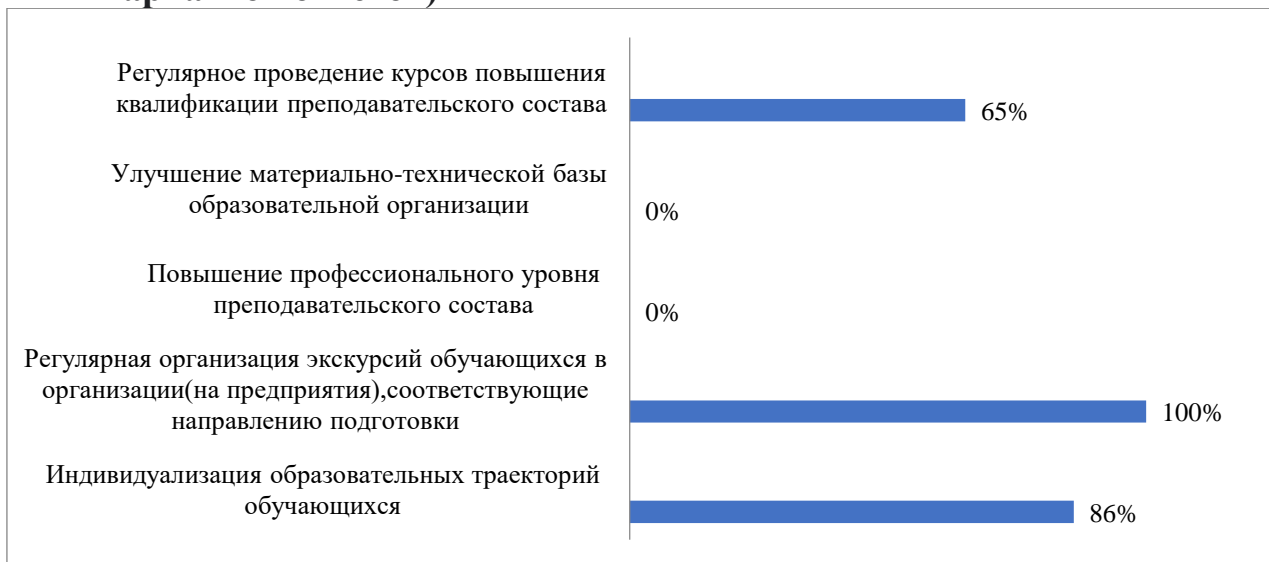 Регулярное проведение курсов повышения
квалификации преподавательского состава
65%
Улучшение материально-технической базы
образовательной организации
0%
Повышение профессионального уровня
преподавательского состава
0%
Регулярная организация экскурсий обучающихся в
организации(на предприятия),соответствующие
направлению подготовки
100%
Индивидуализация образовательных траекторий
обучающихся
86%